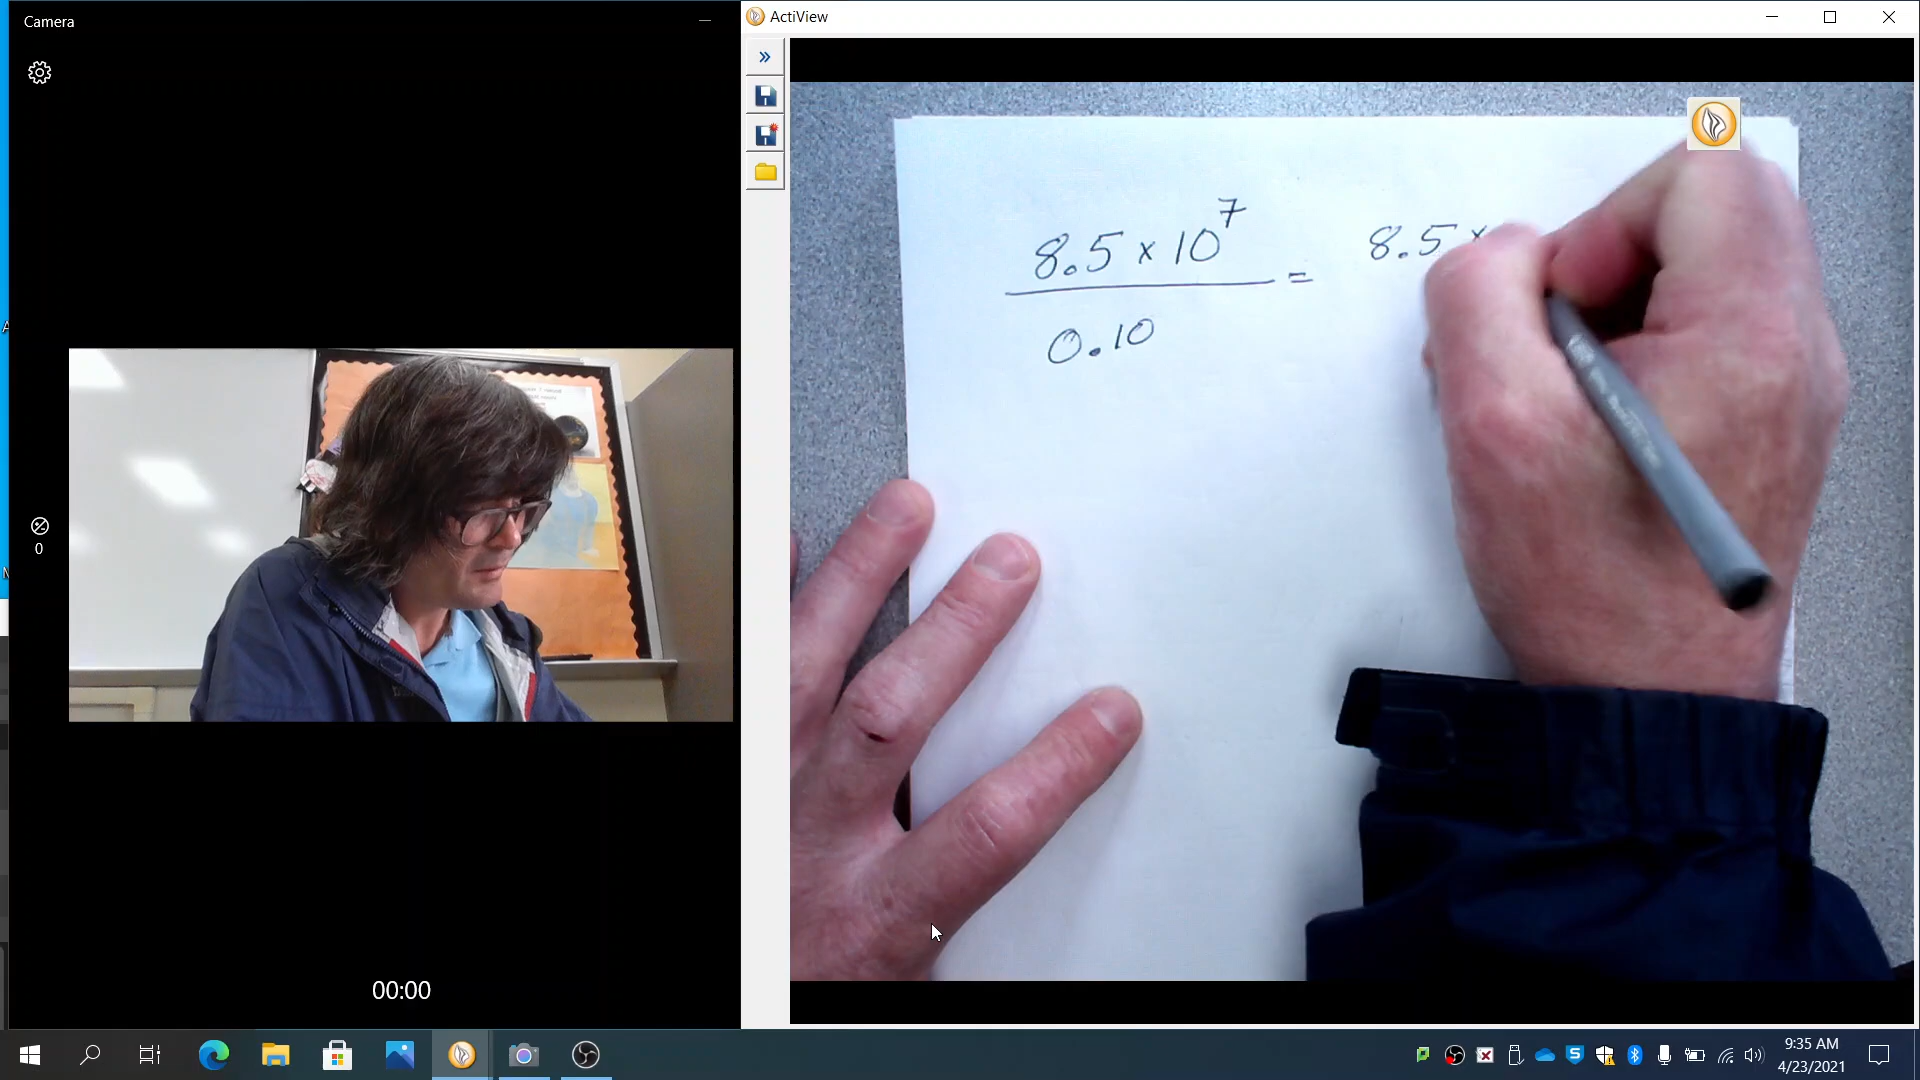 Camera
ActiView
8.5 × 10⁷
0.10
=
8.5 ×
0
00:00
9:35 AM
4/23/2021